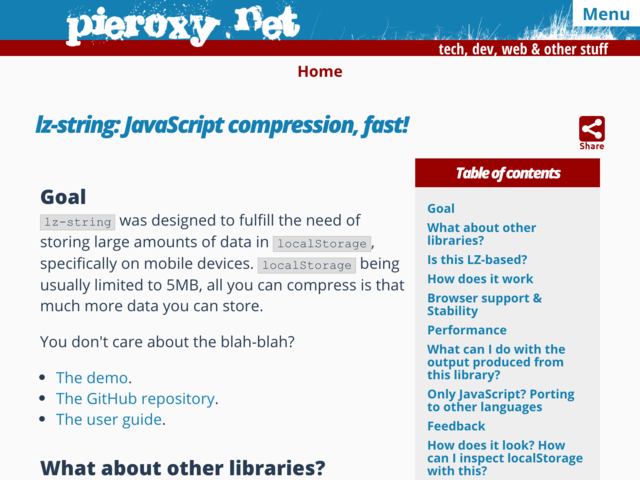 pieroxy.net
Menu
tech, dev, web & other stuff
Home
lz-string: JavaScript compression, fast!
Share
Goal
lz-string was designed to fulfill the need of
storing large amounts of data in localStorage,
specifically on mobile devices. localStorage being
usually limited to 5MB, all you can compress is that
much more data you can store.
You don't care about the blah-blah?
The demo.
The GitHub repository.
The user guide.
What about other libraries?
Table of contents
Goal
What about other
libraries?
Is this LZ-based?
How does it work
Browser support &
Stability
Performance
What can I do with the
output produced from
this library?
Only JavaScript? Porting
to other languages
Feedback
How does it look? How
can I inspect localStorage
with this?